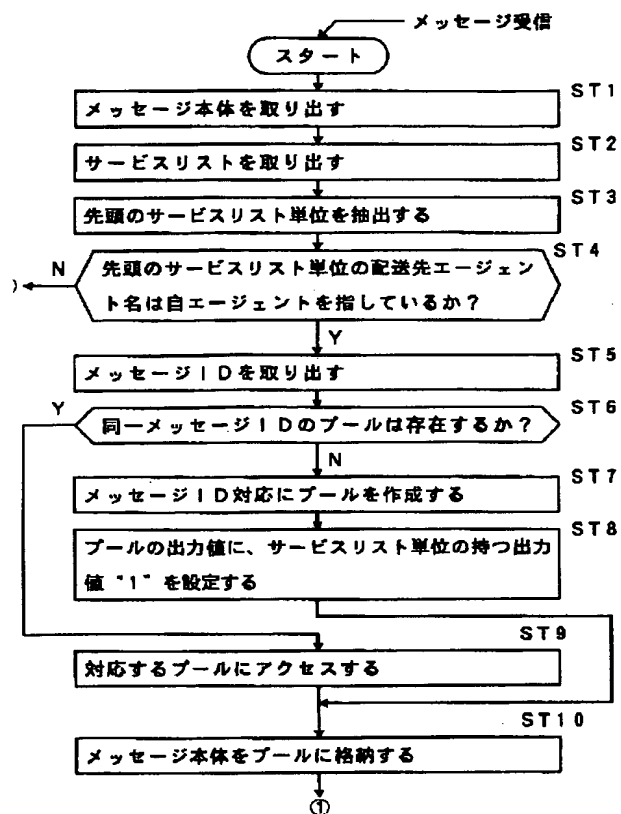 メッセージ受信
スタート
ST1
メッセージ本体を取り出す
ST2
サービスリストを取り出す
ST3
先頭のサービスリスト単位を抽出する
ST4
N
先頭のサービスリスト単位の配送先エージェン
ト名は自エージェントを指しているか？
Y
ST5
メッセージIDを取り出す
Y
ST6
同一メッセージIDのプールは存在するか？
N
ST7
メッセージID対応にプールを作成する
ST8
プールの出力値に、サービスリスト単位の持つ出力
値“1”を設定する
ST9
対応するプールにアクセスする
ST10
メッセージ本体をプールに格納する
①